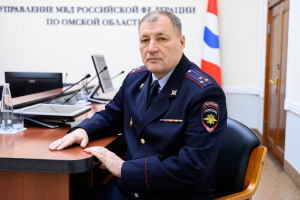 УПРАВЛЕНИЕ МВД РОССИЙСКОЙ ФЕДЕРАЦИИ
ПО ОМСКОЙ ОБЛАСТИ